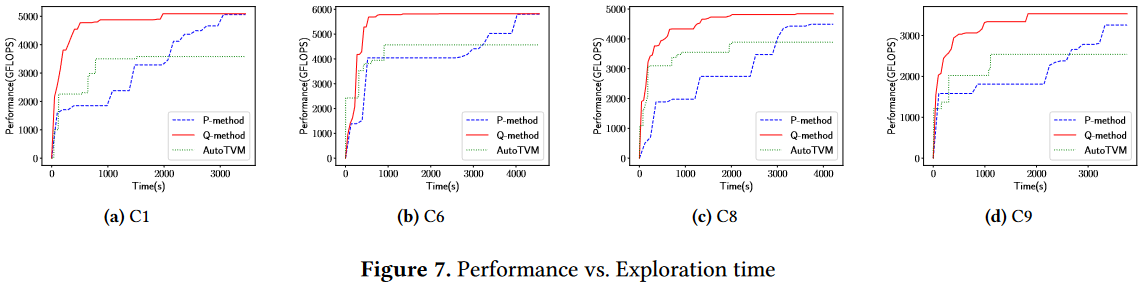 Performance(GFLOPS)
5000
4000
3000
2000
1000
0
P-method
Q-method
AutoTVM
0 1000 2000 3000
Time(s)
(a) C1
Performance(GFLOPS)
6000
5000
4000
3000
2000
1000
0
P-method
Q-method
AutoTVM
0 1000 2000 3000 4000
Time(s)
(b) C6
Performance(GFLOPS)
5000
4000
3000
2000
1000
0
P-method
Q-method
AutoTVM
0 1000 2000 3000 4000
Time(s)
(c) C8
Performance(GFLOPS)
3000
2000
1000
0
P-method
Q-method
AutoTVM
0 1000 2000 3000
Time(s)
(d) C9
Figure 7. Performance vs. Exploration time